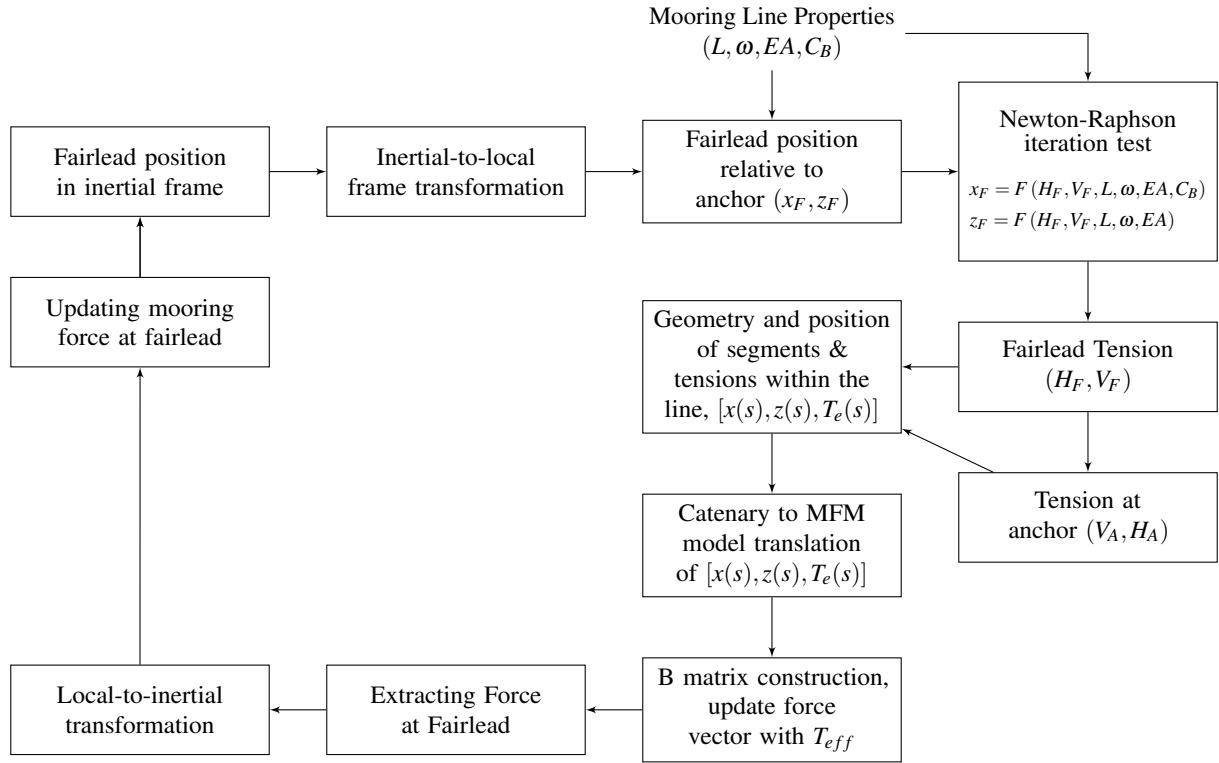 Mooring Line Properties
(L, ω, EA, C_B)
Fairlead position
in inertial frame
Inertial-to-local
frame transformation
Fairlead position
relative to
anchor (x_F, z_F)
Newton-Raphson
iteration test
x_F = F (H_F, V_F, L, ω, EA, C_B)
z_F = F (H_F, V_F, L, ω, EA)
Updating mooring
force at fairlead
Geometry and position
of segments &
tensions within the
line, [x(s), z(s), T_e(s)]
Fairlead Tension
(H_F, V_F)
Tension at
anchor (V_A, H_A)
Catenary to MFM
model translation
of [x(s), z(s), T_e(s)]
Local-to-inertial
transformation
Extracting Force
at Fairlead
B matrix construction,
update force
vector with T_{eff}